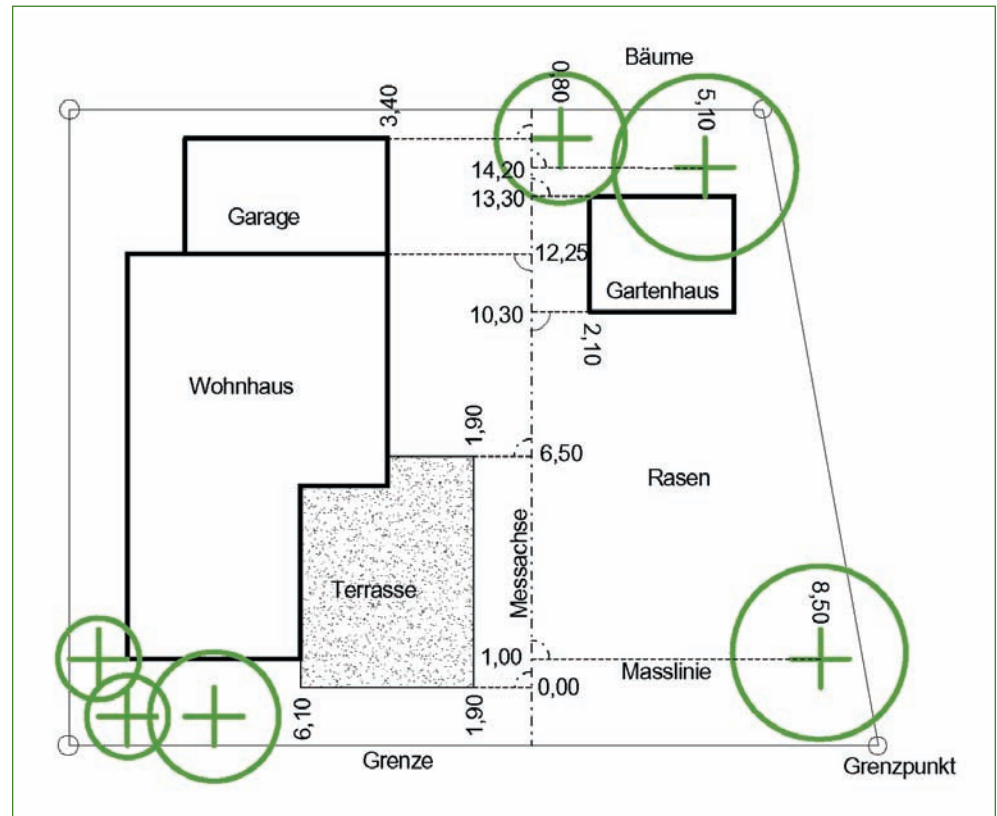 Bäume
3,40
0,80
5,10
14,20
13,30
Garage
12,25
Gartenhaus
10,30
2,10
Wohnhaus
1,90
6,50
Rasen
Messachse
Terrasse
8,50
1,00
Masslinie
0,00
6,10
1,90
Grenze
Grenzpunkt